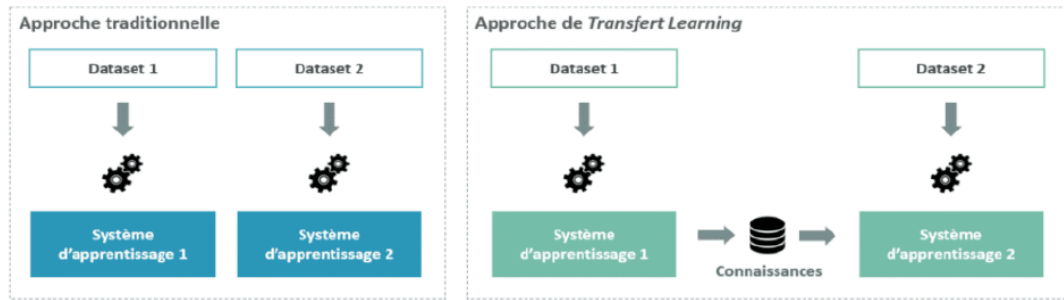 Approche traditionnelle
Dataset 1
Dataset 2
Système
d'apprentissage 1
Système
d'apprentissage 2
Approche de Transfert Learning
Dataset 1
Dataset 2
Système
d'apprentissage 1
Connaissances
Système
d'apprentissage 2